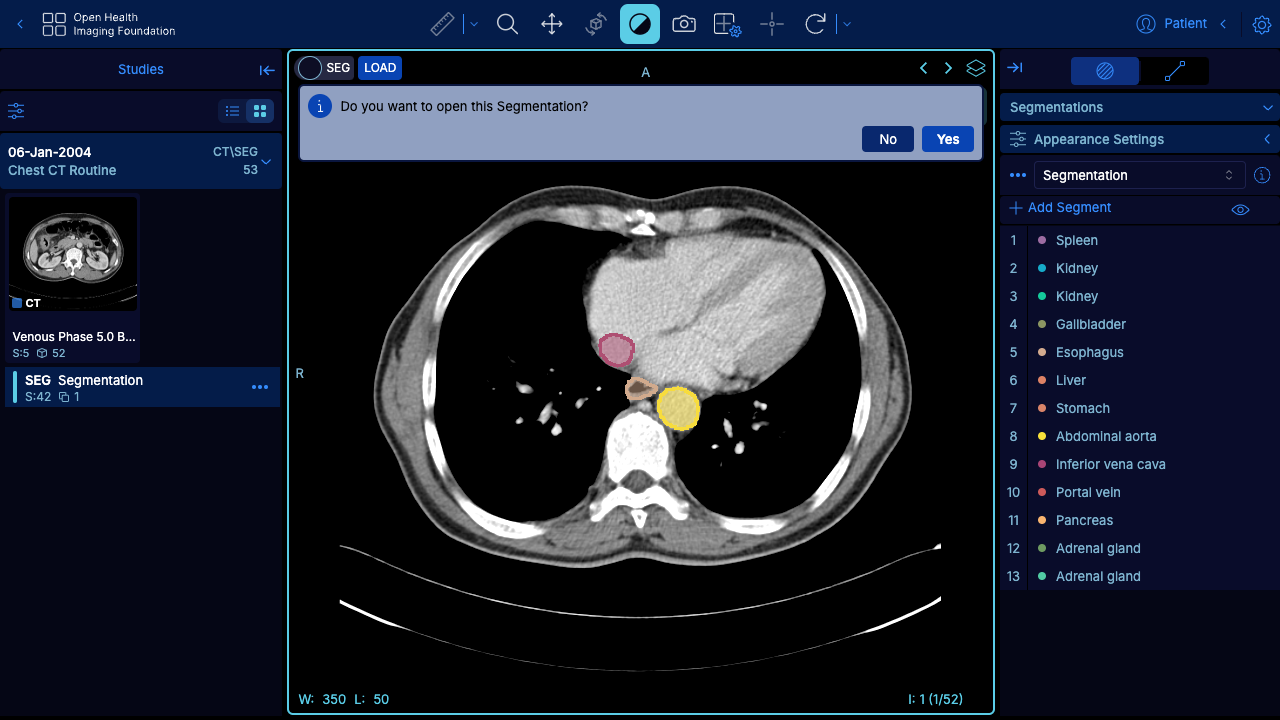 Open Health
Imaging Foundation
Patient
Studies
06-Jan-2004
CT\SEG
Chest CT Routine
53
CT
Venous Phase 5.0 B...
S:5 52
SEG Segmentation
S:42 1
SEG LOAD
A
Do you want to open this Segmentation?
No Yes
R
W: 350 L: 50
I: 1 (1/52)
Segmentations
Appearance Settings
Segmentation
Add Segment
1 Spleen
2 Kidney
3 Kidney
4 Gallbladder
5 Esophagus
6 Liver
7 Stomach
8 Abdominal aorta
9 Inferior vena cava
10 Portal vein
11 Pancreas
12 Adrenal gland
13 Adrenal gland